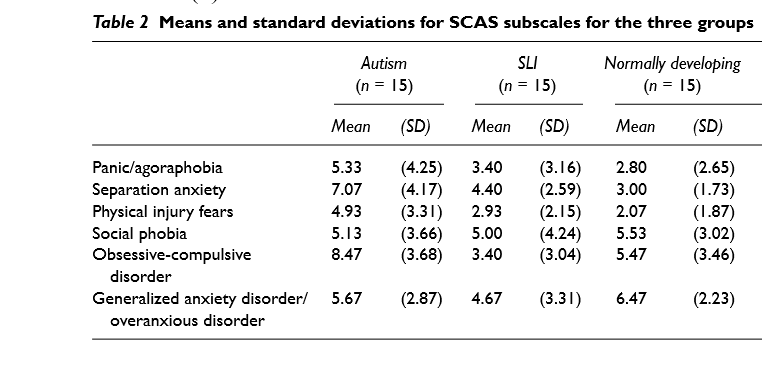 Table 2 Means and standard deviations for SCAS subscales for the three groups
Autism SLI Normally developing
(n = 15) (n = 15) (n = 15)
Mean (SD) Mean (SD) Mean (SD)
Panic/agoraphobia 5.33 (4.25) 3.40 (3.16) 2.80 (2.65)
Separation anxiety 7.07 (4.17) 4.40 (2.59) 3.00 (1.73)
Physical injury fears 4.93 (3.31) 2.93 (2.15) 2.07 (1.87)
Social phobia 5.13 (3.66) 5.00 (4.24) 5.53 (3.02)
Obsessive-compulsive 8.47 (3.68) 3.40 (3.04) 5.47 (3.46)
disorder
Generalized anxiety disorder/ 5.67 (2.87) 4.67 (3.31) 6.47 (2.23)
overanxious disorder